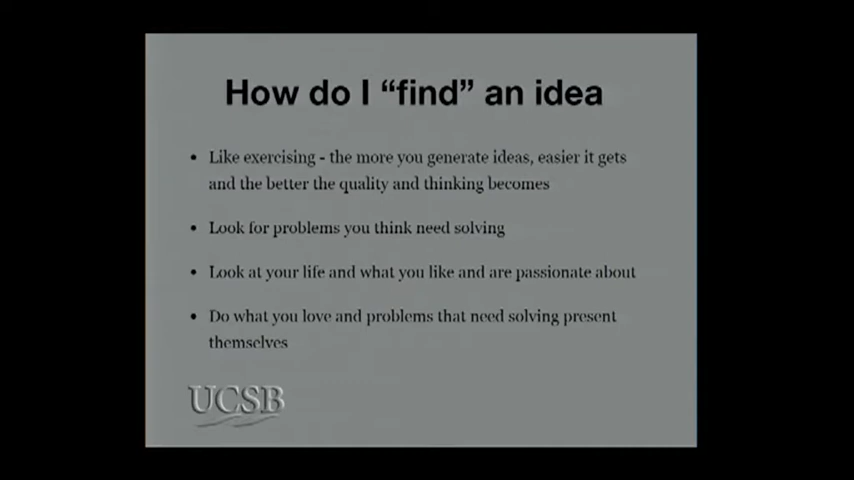 How do I “find” an idea
• Like exercising - the more you generate ideas, easier it gets
and the better the quality and thinking becomes
• Look for problems you think need solving
• Look at your life and what you like and are passionate about
• Do what you love and problems that need solving present
themselves
UCSB